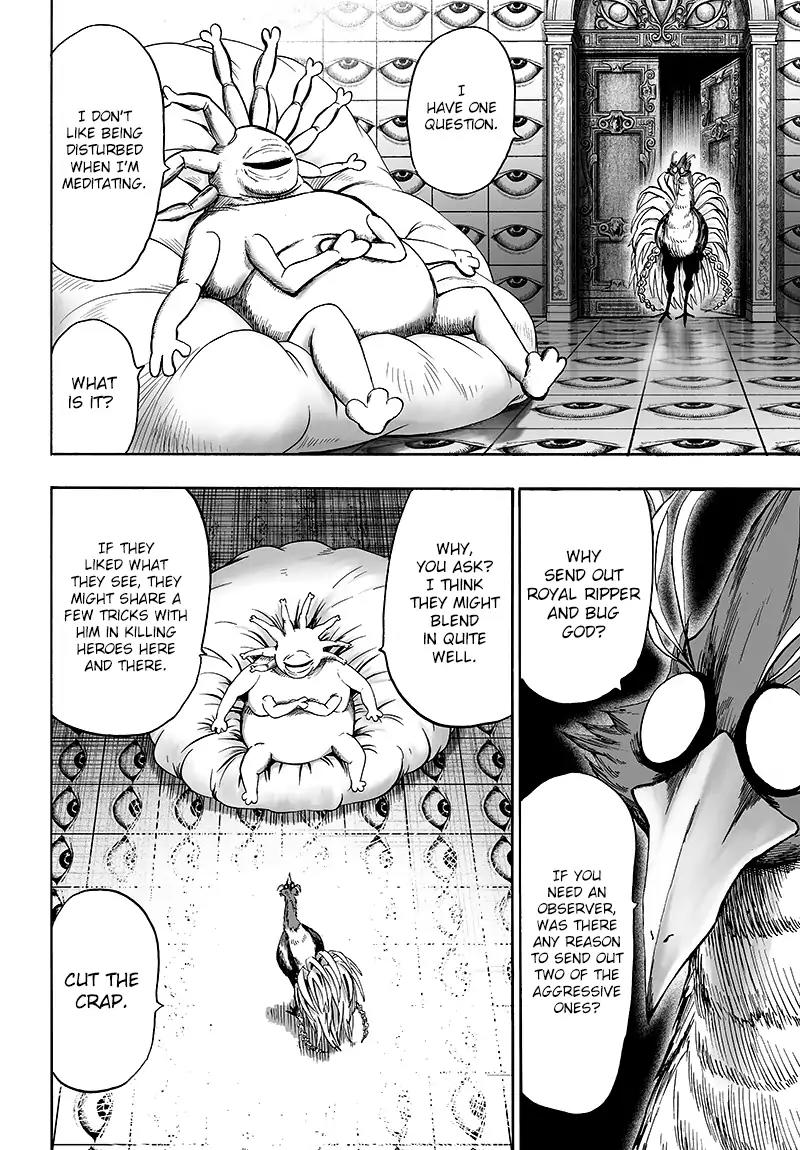 I
HAVE ONE
QUESTION.
I DON'T
LIKE BEING
DISTURBED
WHEN I'M
MEDITATING.
WHAT
IS IT?
WHY
SEND OUT
ROYAL RIPPER
AND BUG
GOD?
IF YOU
NEED AN
OBSERVER,
WAS THERE
ANY REASON
TO SEND OUT
TWO OF THE
AGGRESSIVE
ONES?
WHY,
YOU ASK?
I THINK
THEY MIGHT
BLEND
IN QUITE
WELL.
IF THEY
LIKED WHAT
THEY SEE, THEY
MIGHT SHARE A
FEW TRICKS WITH
HIM IN KILLING
HEROES HERE
AND THERE.
CUT THE
CRAP.